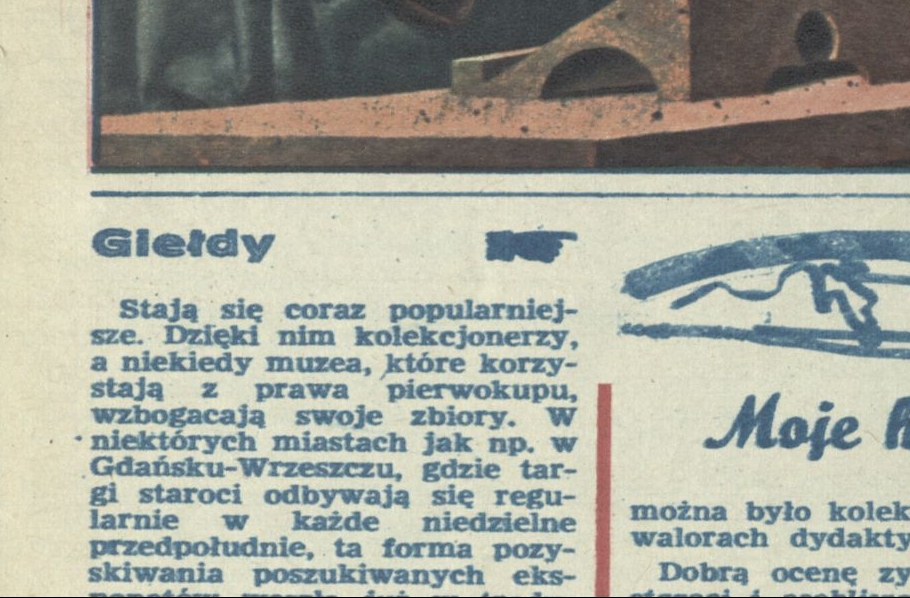 Giełdy
Stają się coraz popularniej-
sze. Dzięki nim kolekcjonerzy,
a niekiedy muzea, które korzy-
stają z prawa pierwokupu,
wzbogacają swoje zbiory. W
niektórych miastach jak np. w
Gdańsku-Wrzeszczu, gdzie tar-
gi staroci odbywają się regu-
larnie w każde niedzielne
przedpołudnie, ta forma pozy-
skiwania poszukiwanych eks-
Moje
można było kolek
walorach dydakty
Dobrą ocenę zy